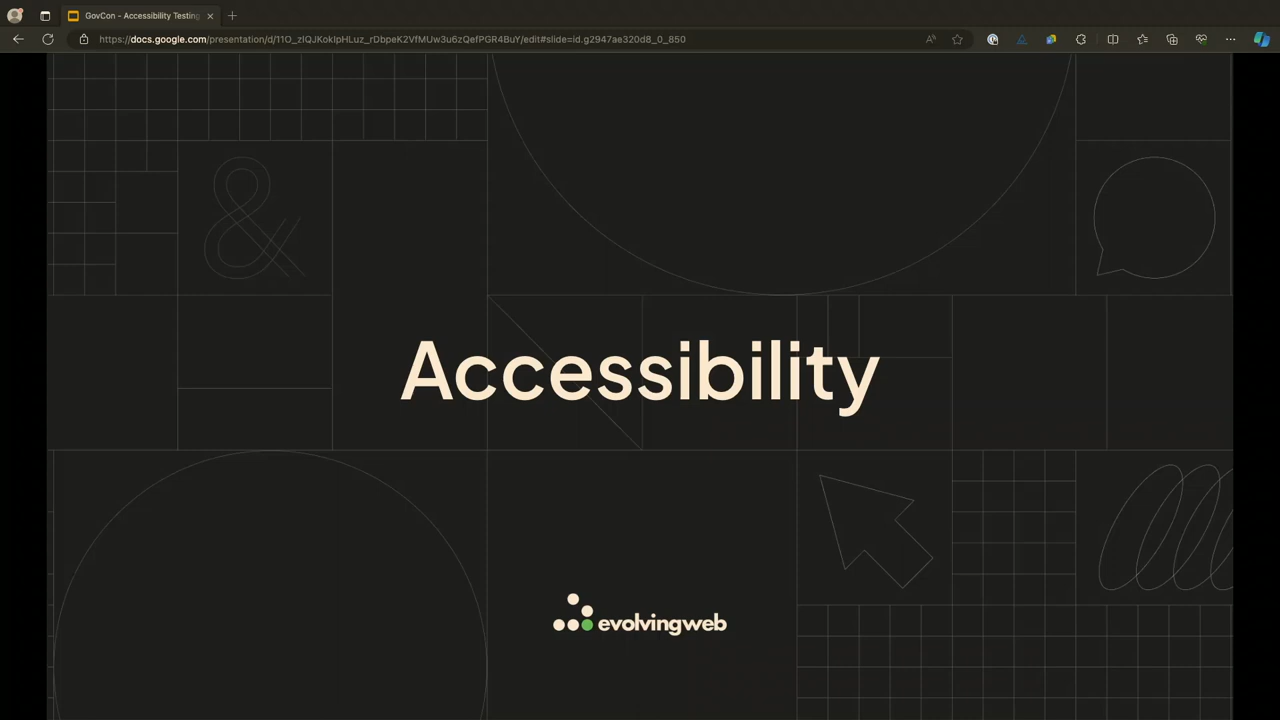 GovCon - Accessibility Testing
https://docs.google.com/presentation/d/11O_zIQJKokIpHLuz_rDbpeK2VfMUw3u6zQefPGR4BuY/edit#slide=id.g2947ae320d8_0_850
&
Accessibility
evolvingweb